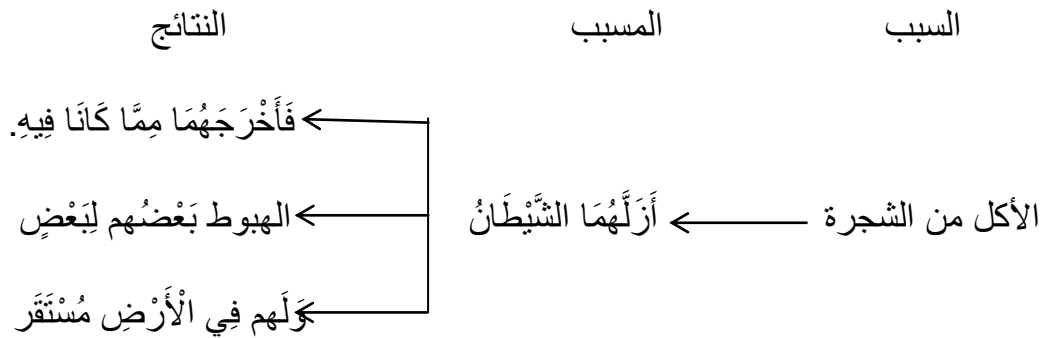 السبب المسبب النتائج
فَأَخْرَجَهُمَا مِمَّا كَانَا فِيهِ.
الأكل من الشجرة أَزَلَّهُمَا الشَّيْطَانُ الهبوط بَعْضُهم لِبَعْضٍ
وَلَهم فِي الْأَرْضِ مُسْتَقَر